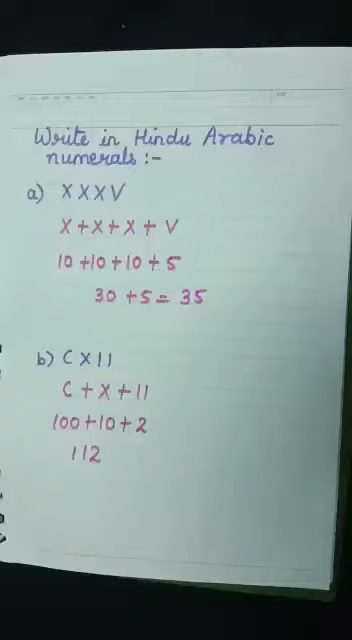 Write in Hindu Arabic
numerals :-
a) XXXV
X + X + X + V
10 + 10 + 10 + 5
30 + 5 = 35
b) CXII
C + X + II
100 + 10 + 2
112